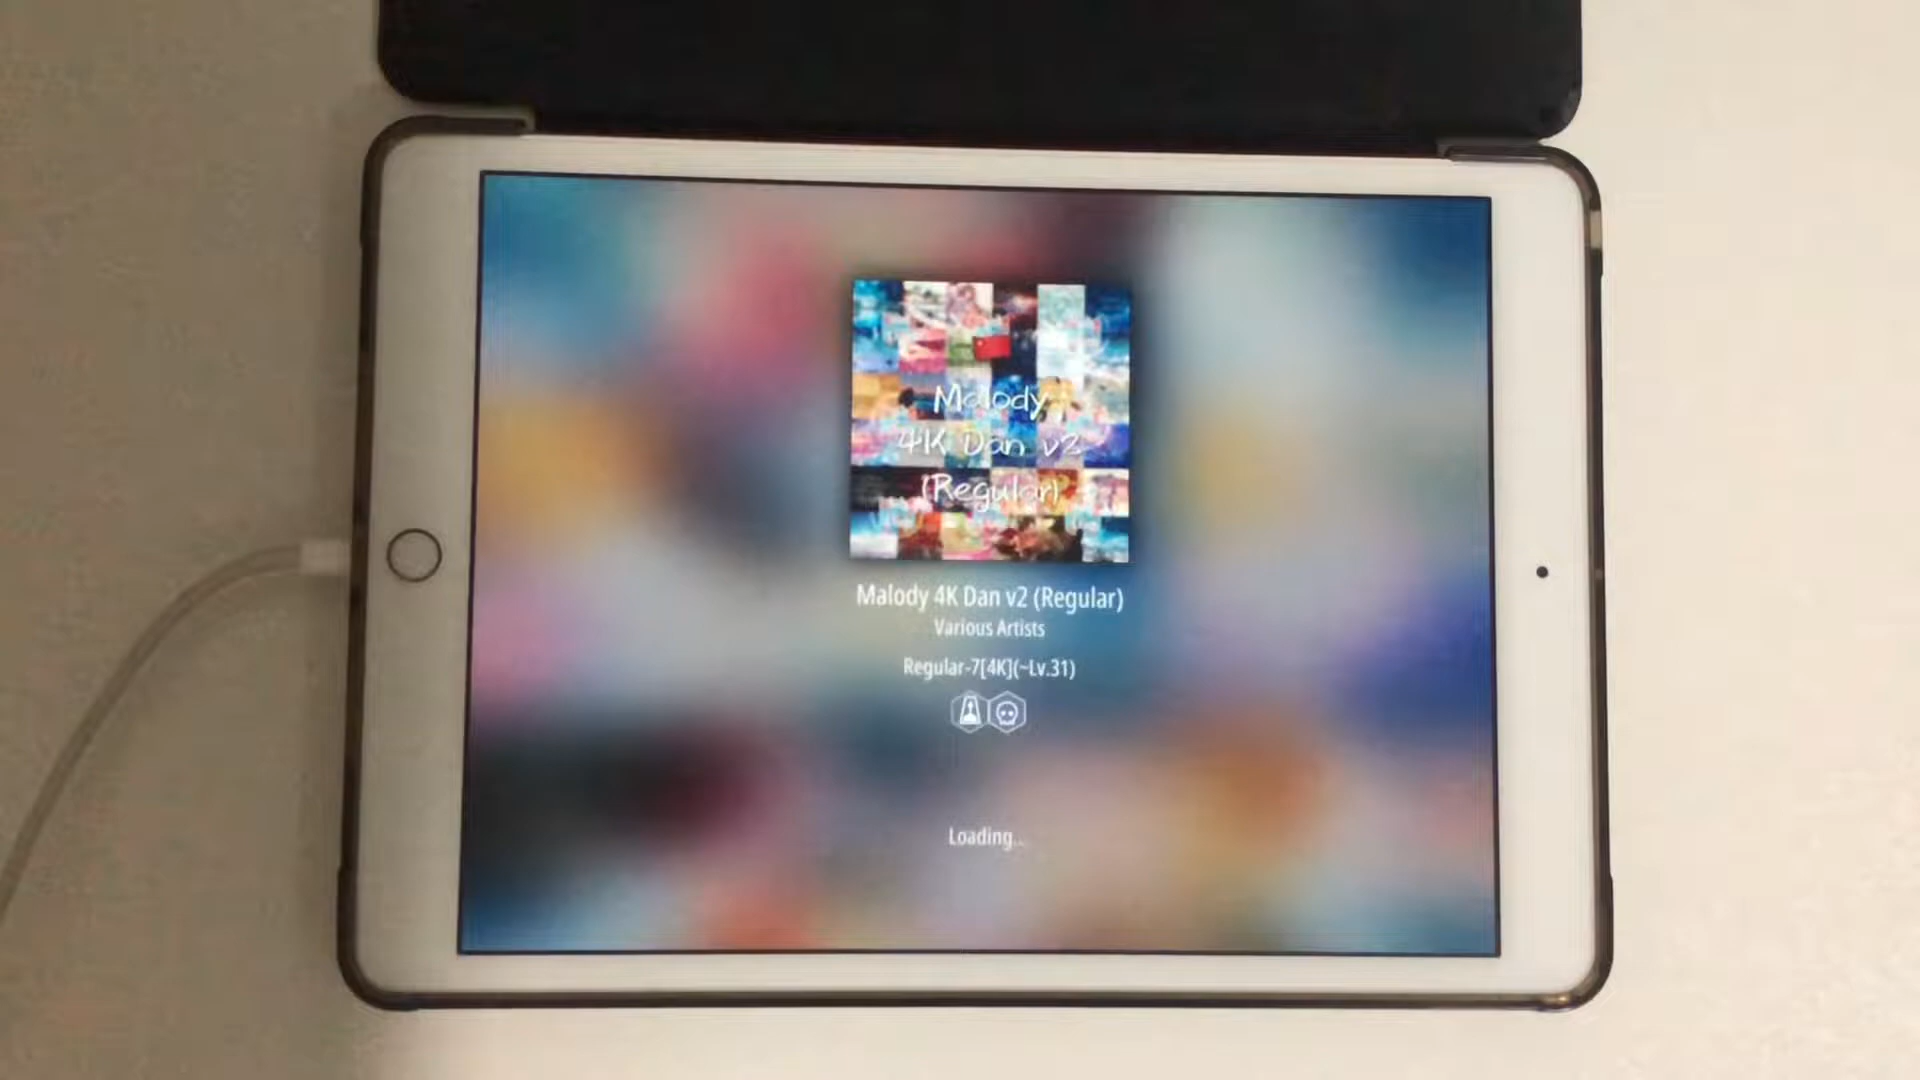 Malody
4K Dan v2
(Regular)
Malody 4K Dan v2 (Regular)
Various Artists
Regular-7[4K](~Lv.31)
Loading..